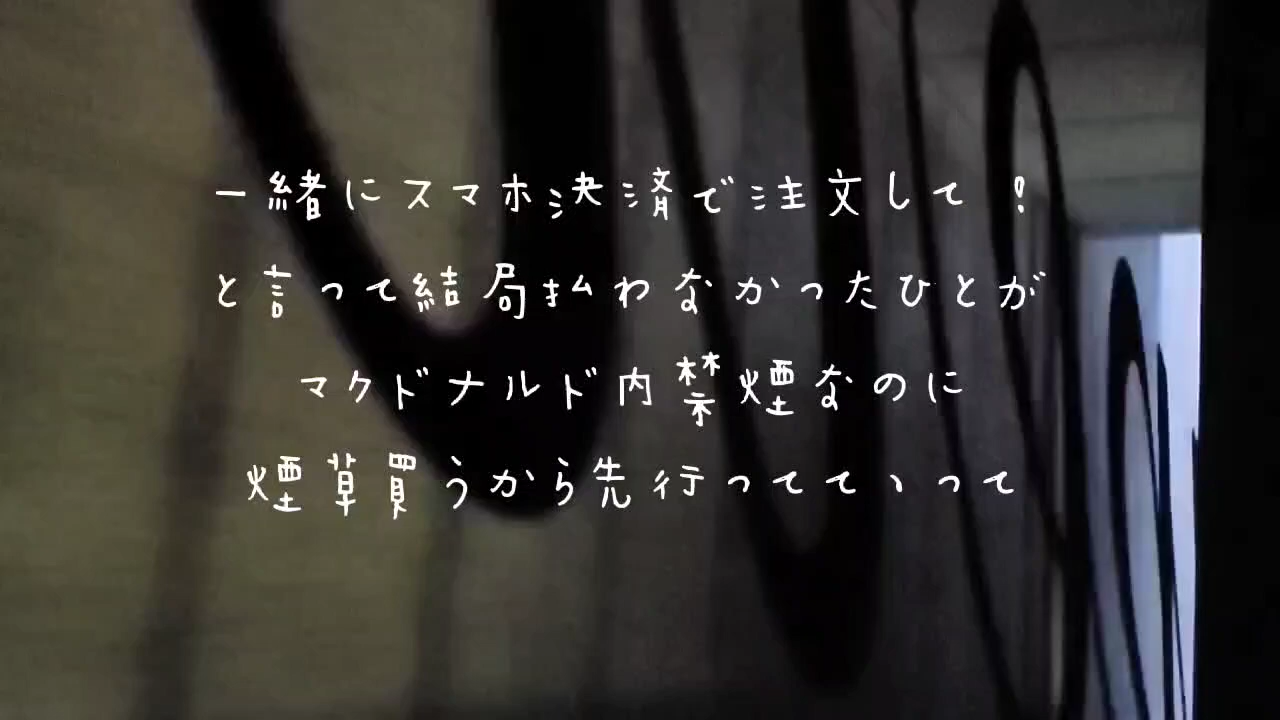 一緒にスマホ決済で注文して！
と言って結局払わなかったひとが
マクドナルド内禁煙なのに
煙草買うから先行ってて、って